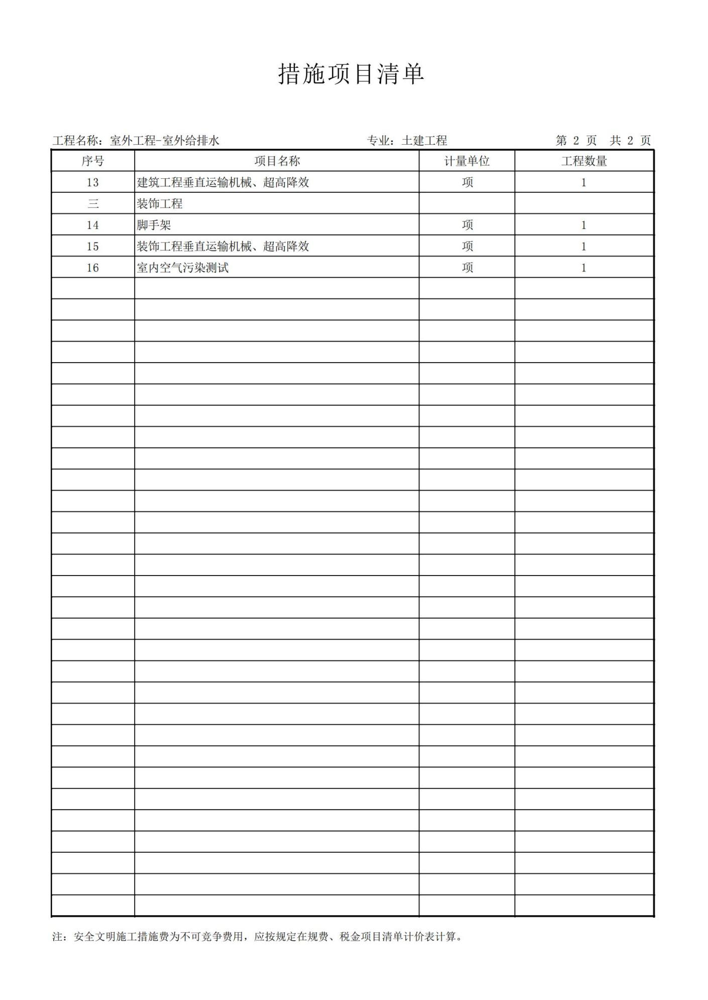 措施项目清单
工程名称：室外工程-室外给排水 专业：土建工程 第 2 页 共 2 页
序号 项目名称 计量单位 工程数量
13 建筑工程垂直运输机械、超高降效 项 1
三 装饰工程
14 脚手架 项 1
15 装饰工程垂直运输机械、超高降效 项 1
16 室内空气污染测试 项 1
注：安全文明施工措施费为不可竞争费用，应按规定在规费、税金项目清单计价表计算。